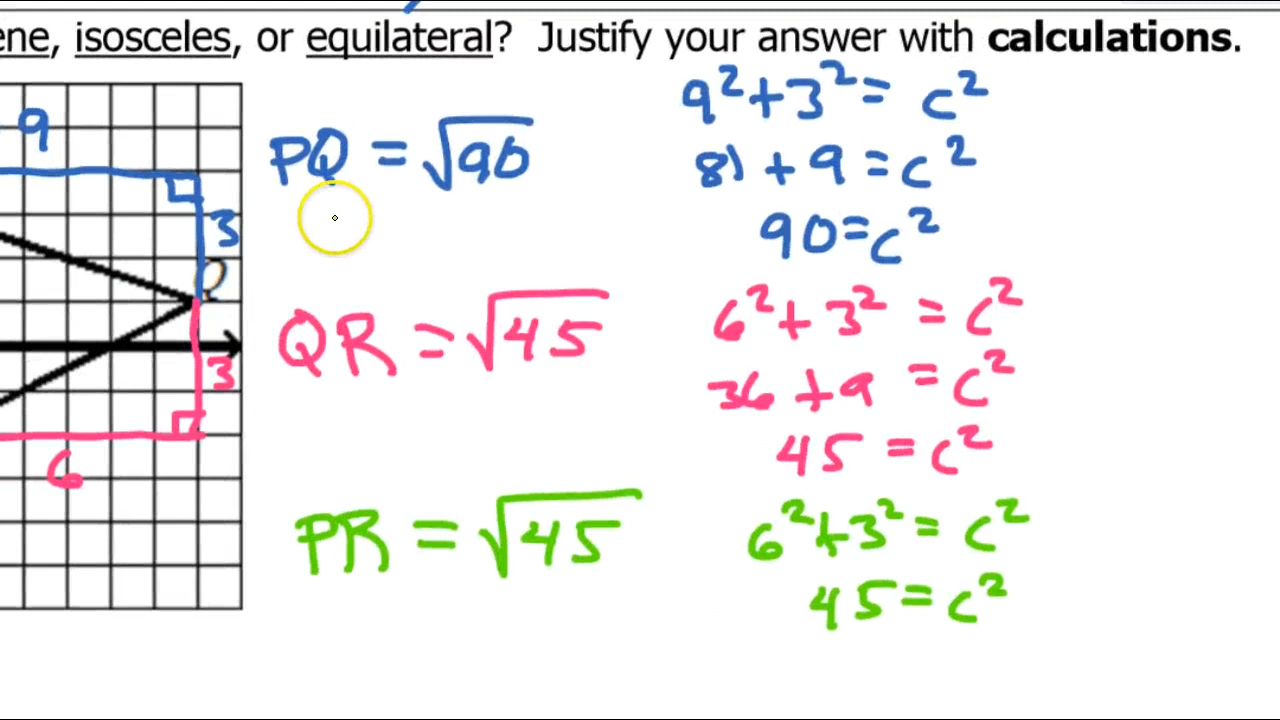 ene, isosceles, or equilateral? Justify your answer with calculations.
9
3
Q
3
6
PQ = √90
9² + 3² = c²
81 + 9 = c²
90 = c²
QR = √45
6² + 3² = c²
36 + 9 = c²
45 = c²
PR = √45
6² + 3² = c²
45 = c²